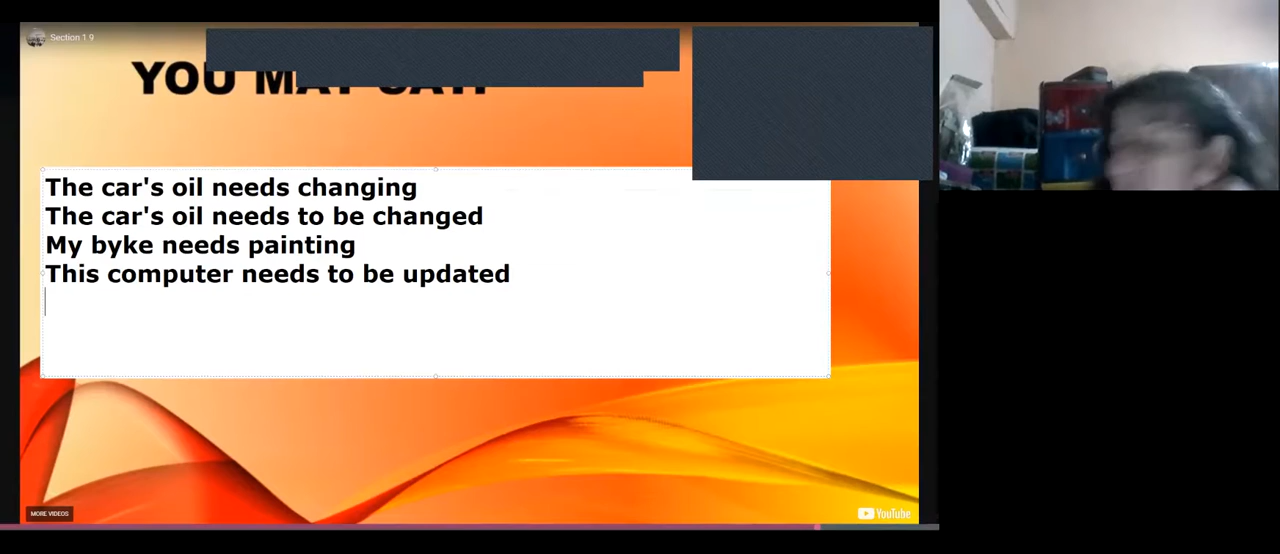 Section 1 9
YOU MAY SAY:
The car's oil needs changing
The car's oil needs to be changed
My byke needs painting
This computer needs to be updated
MORE VIDEOS
YouTube